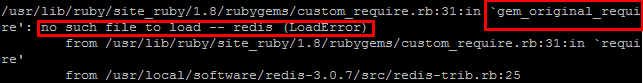 /usr/lib/ruby/site_ruby/1.8/rubygems/custom_require.rb:31:in `gem_original_requi
re': no such file to load -- redis (LoadError)
from /usr/lib/ruby/site_ruby/1.8/rubygems/custom_require.rb:31:in `requi
re'
from /usr/local/software/redis-3.0.7/src/redis-trib.rb:25